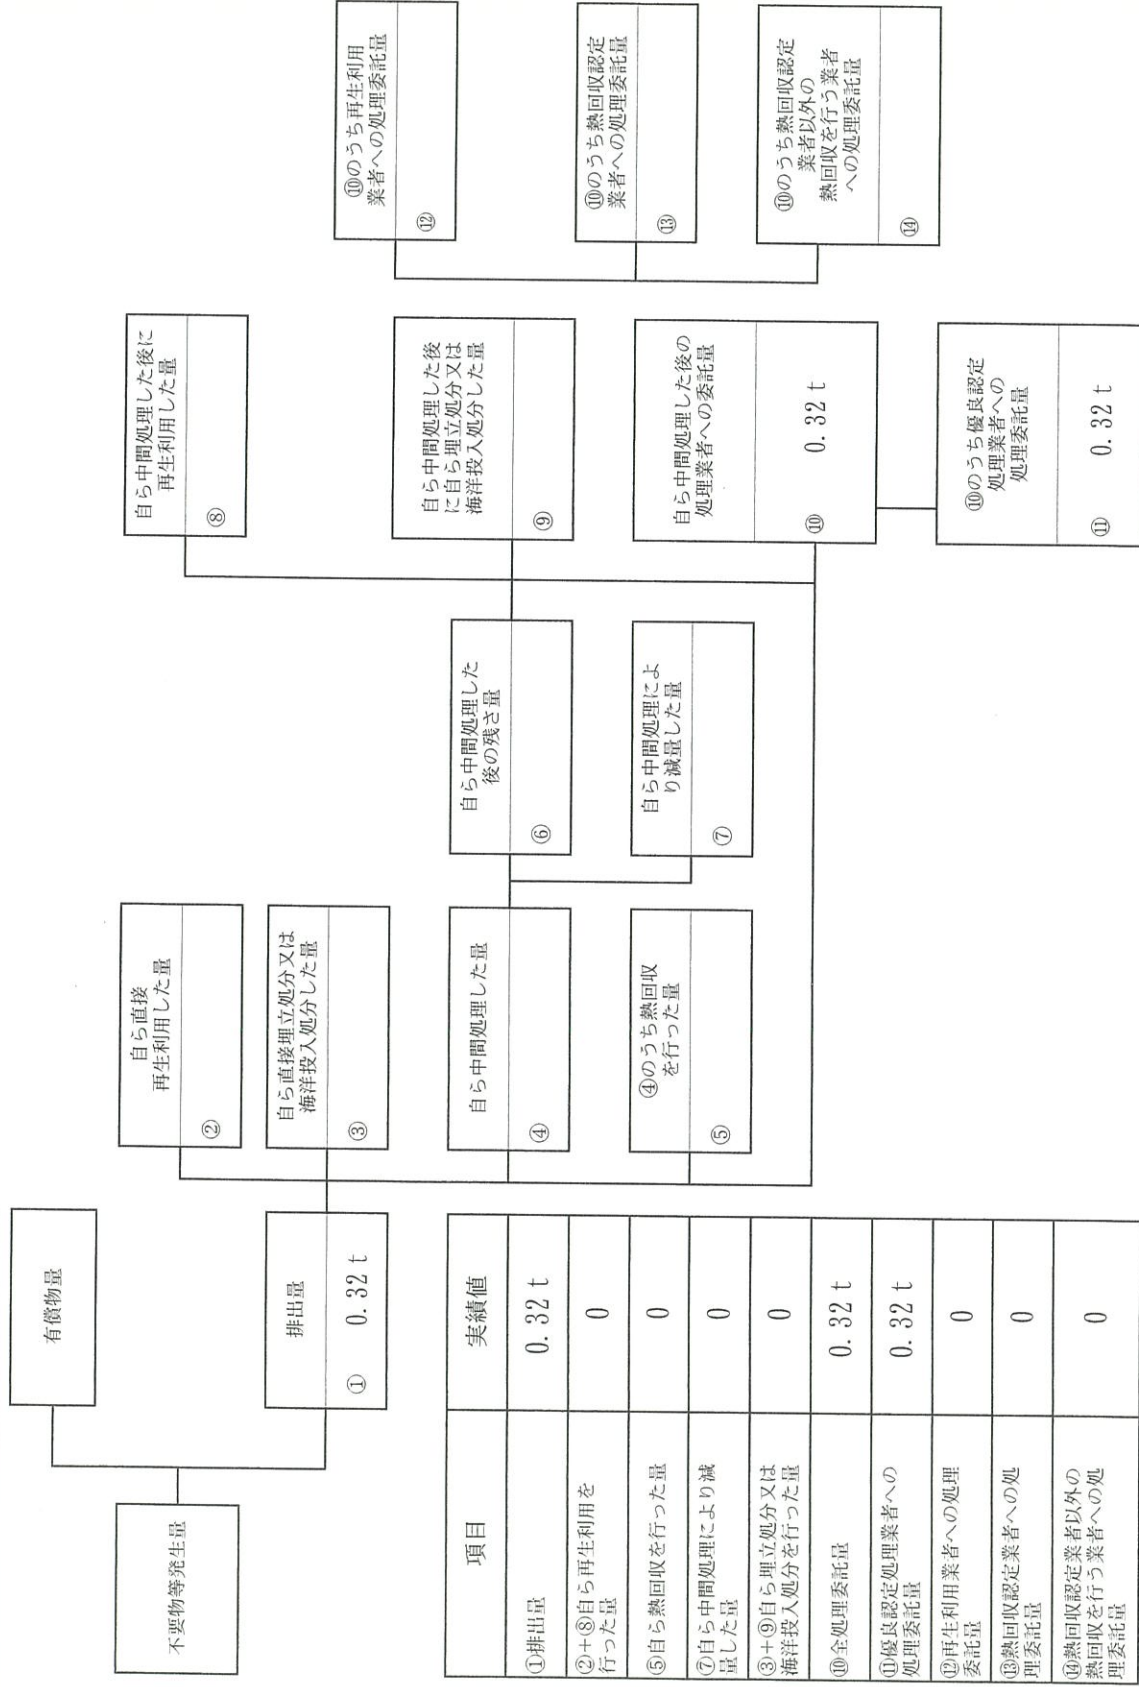 不要物等発生量
有償物量
排出量
① 0.32 t
自ら直接
再生利用した量
②
自ら直接埋立処分又は
海洋投入処分した量
③
自ら中間処理した量
④
④のうち熱回収
を行った量
⑤
自ら中間処理した
後の残さ量
⑥
自ら中間処理によ
り減量した量
⑦
自ら中間処理した後に
再生利用した量
⑧
自ら中間処理した後
に自ら埋立処分又は
海洋投入処分した量
⑨
自ら中間処理した後の
処理業者への委託量
⑩ 0.32 t
⑩のうち優良認定
処理業者への
処理委託量
⑪ 0.32 t
⑩のうち再生利用
業者への処理委託量
⑫
⑩のうち熱回収認定
業者への処理委託量
⑬
⑩のうち熱回収認定
業者以外の
熱回収を行う業者
への処理委託量
⑭
項目 実績値
①排出量 0.32 t
②+⑧自ら再生利用を
行った量 0
⑤自ら熱回収を行った量 0
⑦自ら中間処理により減
量した量 0
③+⑨自ら埋立処分又は
海洋投入処分を行った量 0
⑩全処理委託量 0.32 t
⑪優良認定処理業者への
処理委託量 0.32 t
⑫再生利用業者への処理
委託量 0
⑬熱回収認定業者への処
理委託量 0
⑭熱回収認定業者以外の
熱回収を行う業者への処
理委託量 0